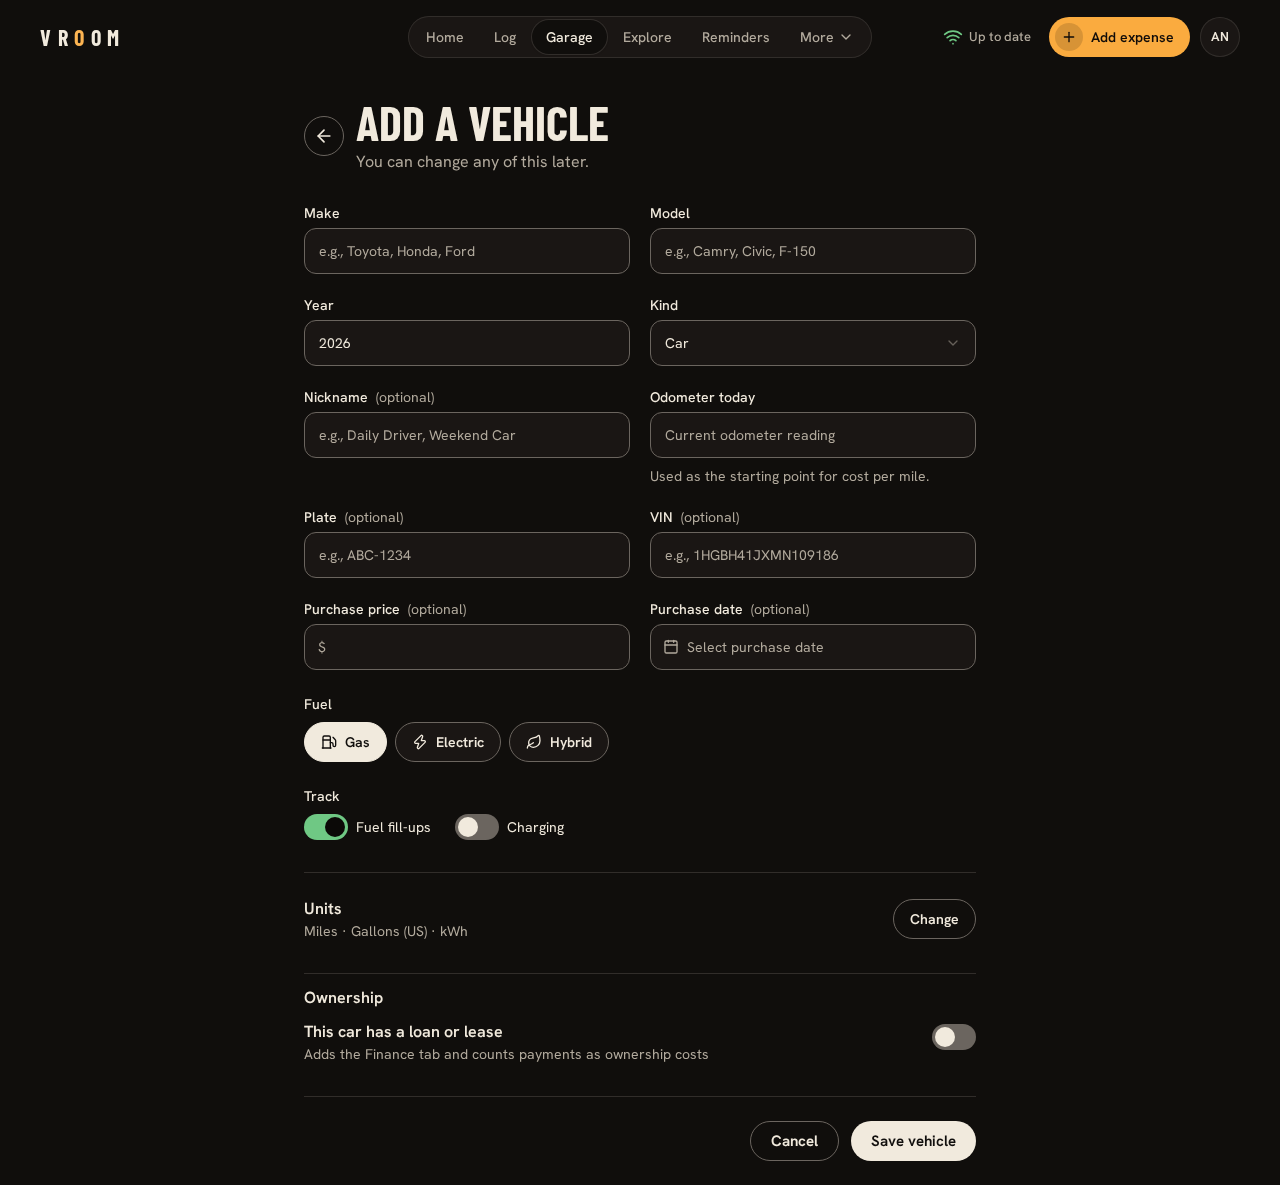 VROOM
Home Log Garage Explore Reminders More
Up to date
Add expense
AN
ADD A VEHICLE
You can change any of this later.
Make
e.g., Toyota, Honda, Ford
Model
e.g., Camry, Civic, F-150
Year
2026
Kind
Car
Nickname (optional)
e.g., Daily Driver, Weekend Car
Odometer today
Current odometer reading
Used as the starting point for cost per mile.
Plate (optional)
e.g., ABC-1234
VIN (optional)
e.g., 1HGBH41JXMN109186
Purchase price (optional)
$
Purchase date (optional)
Select purchase date
Fuel
Gas Electric Hybrid
Track
Fuel fill-ups Charging
Units
Miles · Gallons (US) · kWh
Change
Ownership
This car has a loan or lease
Adds the Finance tab and counts payments as ownership costs
Cancel Save vehicle